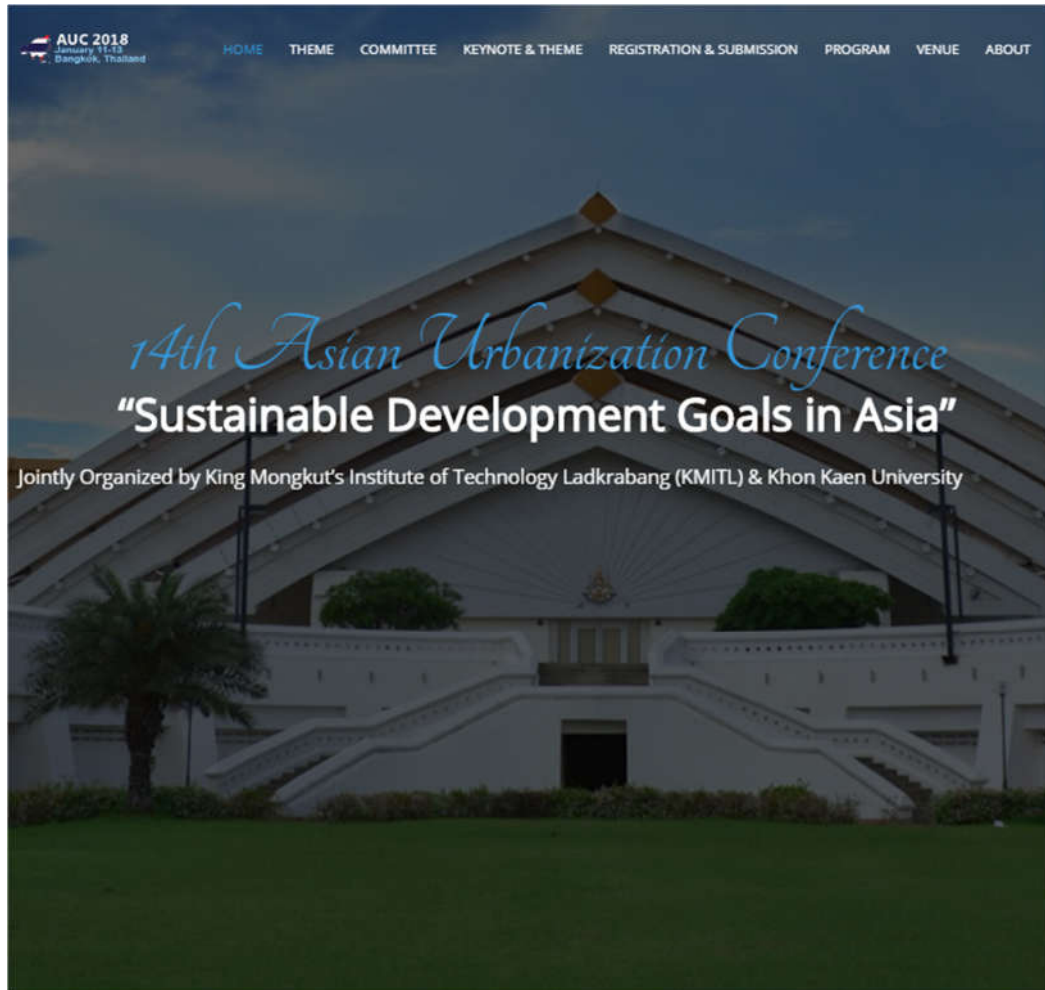 AUC 2018
January 11-13
Bangkok, Thailand
HOME THEME COMMITTEE KEYNOTE & THEME REGISTRATION & SUBMISSION PROGRAM VENUE ABOUT
14th Asian Urbanization Conference
“Sustainable Development Goals in Asia”
Jointly Organized by King Mongkut’s Institute of Technology Ladkrabang (KMITL) & Khon Kaen University